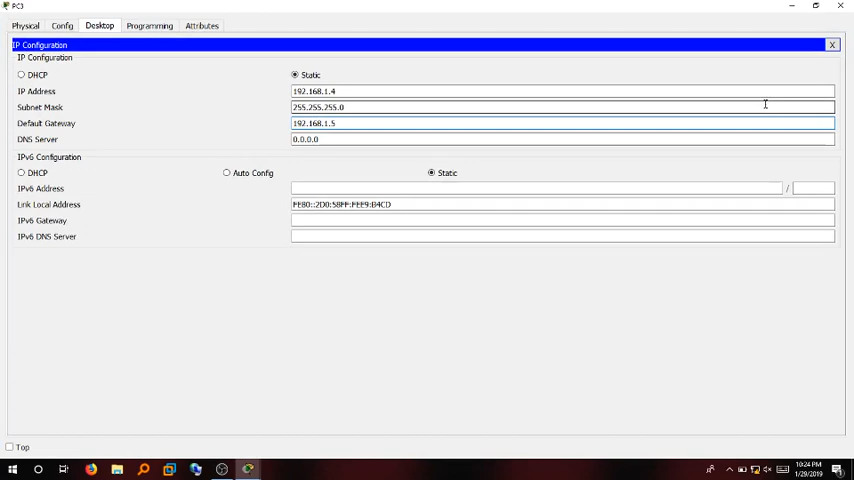 PC3
Physical Config Desktop Programming Attributes
IP Configuration X
IP Configuration
DHCP Static
IP Address 192.168.1.4
Subnet Mask 255.255.255.0
Default Gateway 192.168.1.5
DNS Server 0.0.0.0
IPv6 Configuration
DHCP Auto Config Static
IPv6 Address /
Link Local Address FE80::2D0:58FF:FEE9:B4CD
IPv6 Gateway
IPv6 DNS Server
Top
10:24 PM
1/29/2019